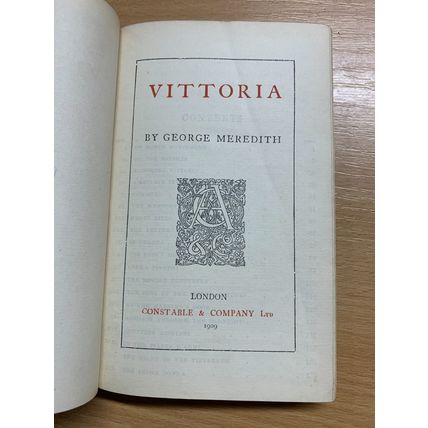 VITTORIA
BY GEORGE MEREDITH
LONDON
CONSTABLE & COMPANY LTD
1909